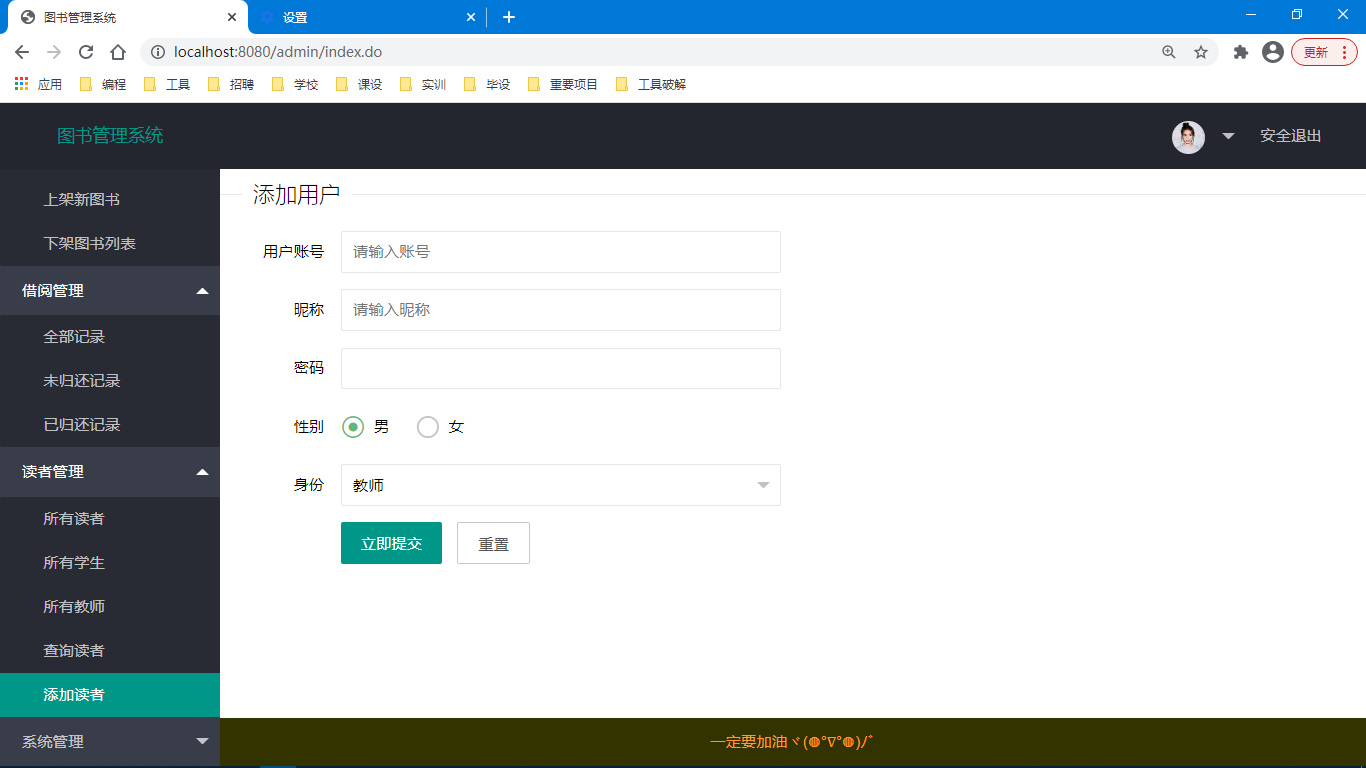 图书管理系统
设置
localhost:8080/admin/index.do
更新
应用 编程 工具 招聘 学校 课设 实训 毕设 重要项目 工具破解
图书管理系统
安全退出
上架新图书
下架图书列表
借阅管理
全部记录
未归还记录
已归还记录
读者管理
所有读者
所有学生
所有教师
查询读者
添加读者
系统管理
添加用户
用户账号 请输入账号
昵称 请输入昵称
密码
性别 男 女
身份 教师
立即提交 重置
一定要加油ヾ(◍°∇°◍)ノﾞ